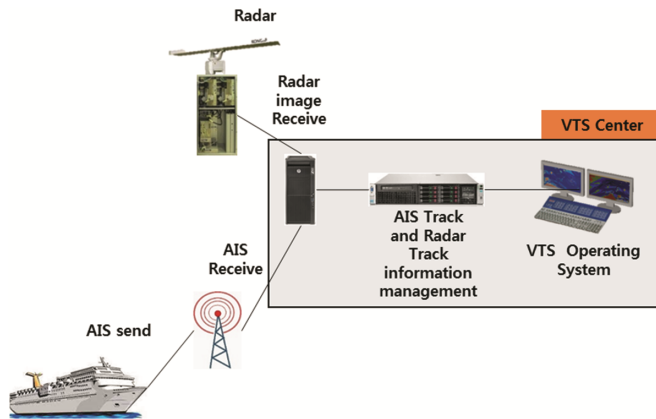 Radar
Radar
image
Receive
VTS Center
AIS
Receive
AIS Track
and Radar
Track
information
management
VTS Operating
System
AIS send